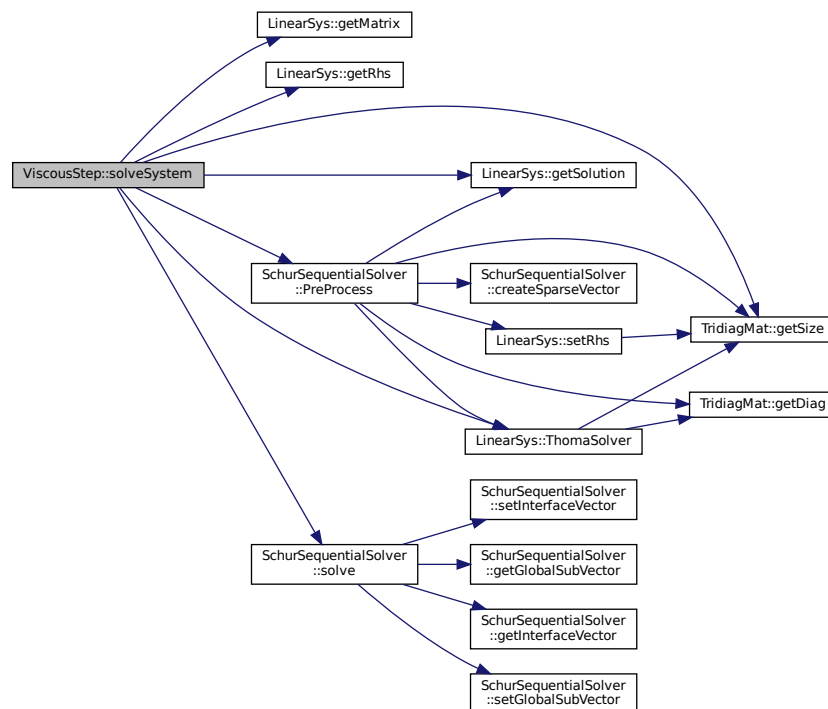 LinearSys::getMatrix
LinearSys::getRhs
ViscousStep::solveSystem
LinearSys::getSolution
SchurSequentialSolver
::PreProcess
SchurSequentialSolver
::createSparseVector
LinearSys::setRhs
TridiagMat::getSize
TridiagMat::getDiag
LinearSys::ThomaSolver
SchurSequentialSolver
::setInterfaceVector
SchurSequentialSolver
::solve
SchurSequentialSolver
::getGlobalSubVector
SchurSequentialSolver
::getInterfaceVector
SchurSequentialSolver
::setGlobalSubVector